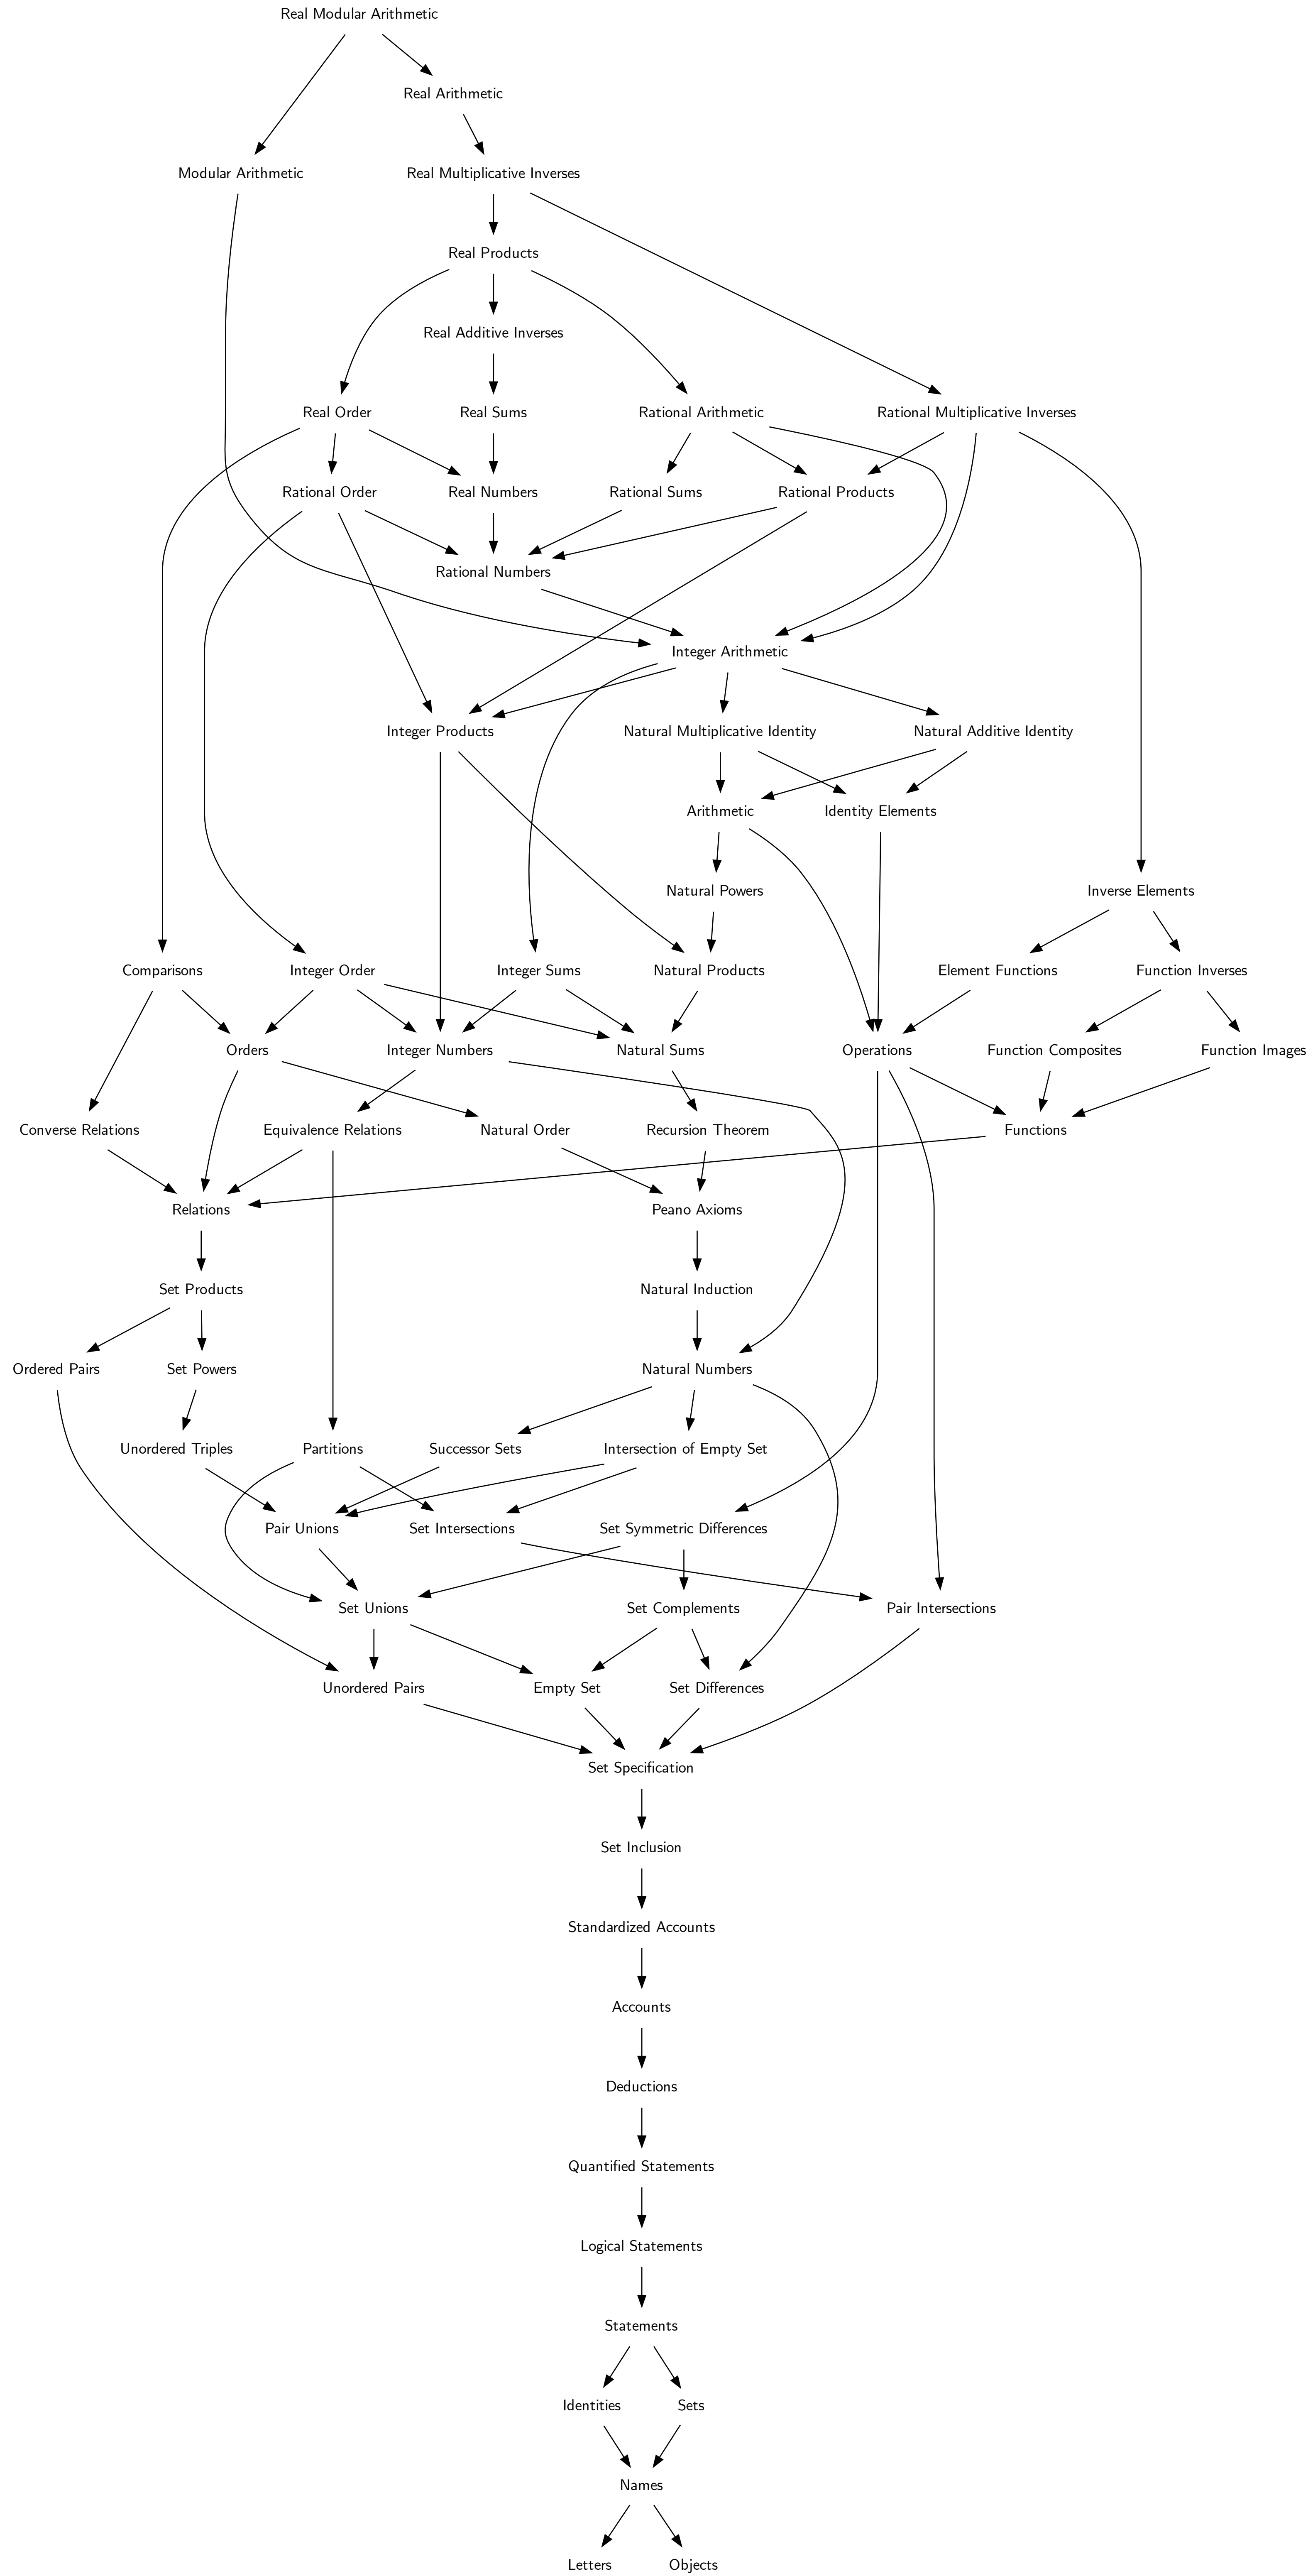 Real Modular Arithmetic
Real Arithmetic
Modular Arithmetic
Real Multiplicative Inverses
Real Products
Real Additive Inverses
Real Order
Real Sums
Rational Arithmetic
Rational Multiplicative Inverses
Rational Order
Real Numbers
Rational Sums
Rational Products
Rational Numbers
Integer Arithmetic
Integer Products
Natural Multiplicative Identity
Natural Additive Identity
Arithmetic
Identity Elements
Natural Powers
Inverse Elements
Comparisons
Integer Order
Integer Sums
Natural Products
Element Functions
Function Inverses
Orders
Integer Numbers
Natural Sums
Operations
Function Composites
Function Images
Converse Relations
Equivalence Relations
Natural Order
Recursion Theorem
Functions
Relations
Peano Axioms
Set Products
Natural Induction
Ordered Pairs
Set Powers
Natural Numbers
Unordered Triples
Partitions
Successor Sets
Intersection of Empty Set
Pair Unions
Set Intersections
Set Symmetric Differences
Set Unions
Set Complements
Pair Intersections
Unordered Pairs
Empty Set
Set Differences
Set Specification
Set Inclusion
Standardized Accounts
Accounts
Deductions
Quantified Statements
Logical Statements
Statements
Identities
Sets
Names
Letters
Objects